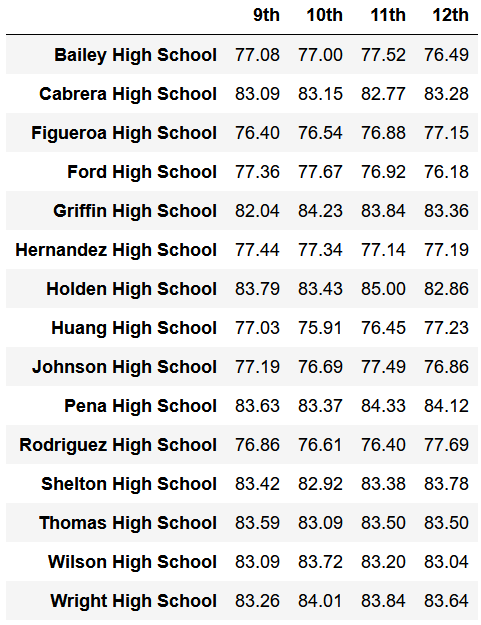 9th 10th 11th 12th
Bailey High School 77.08 77.00 77.52 76.49
Cabrera High School 83.09 83.15 82.77 83.28
Figueroa High School 76.40 76.54 76.88 77.15
Ford High School 77.36 77.67 76.92 76.18
Griffin High School 82.04 84.23 83.84 83.36
Hernandez High School 77.44 77.34 77.14 77.19
Holden High School 83.79 83.43 85.00 82.86
Huang High School 77.03 75.91 76.45 77.23
Johnson High School 77.19 76.69 77.49 76.86
Pena High School 83.63 83.37 84.33 84.12
Rodriguez High School 76.86 76.61 76.40 77.69
Shelton High School 83.42 82.92 83.38 83.78
Thomas High School 83.59 83.09 83.50 83.50
Wilson High School 83.09 83.72 83.20 83.04
Wright High School 83.26 84.01 83.84 83.64